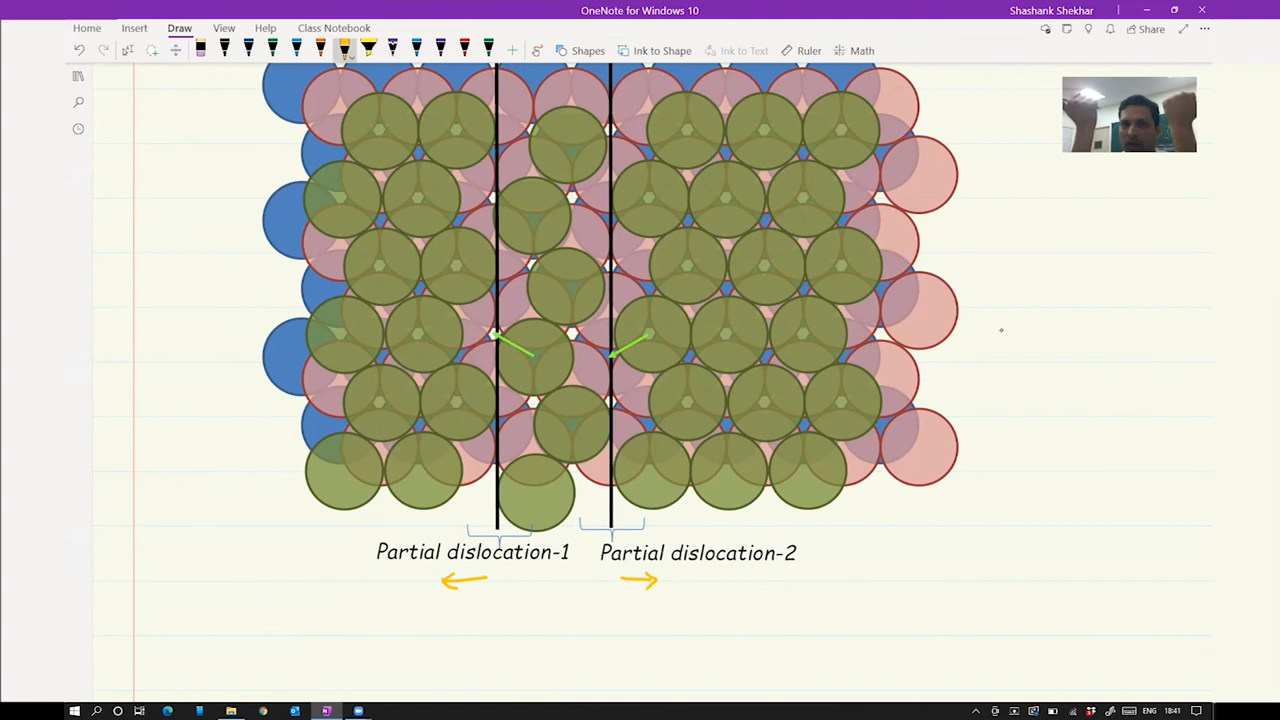 OneNote for Windows 10
Shashank Shekhar
Home Insert Draw View Help Class Notebook
Share
Shapes Ink to Shape Ink to Text Ruler Math
Partial dislocation-1 Partial dislocation-2
ENG 18:41